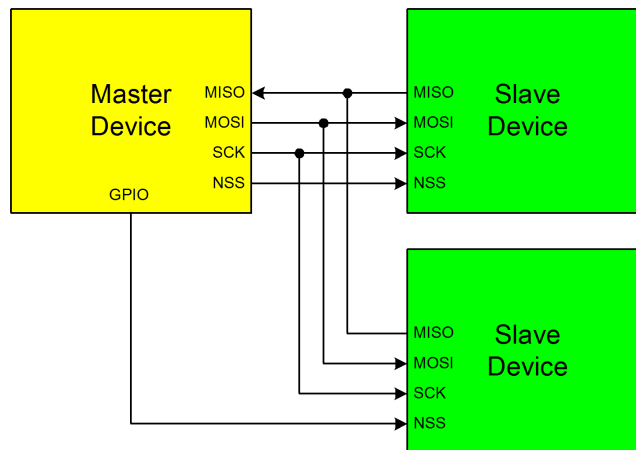 Master
Device
MISO
MOSI
SCK
NSS
GPIO
MISO
MOSI
SCK
NSS
Slave
Device
MISO
MOSI
SCK
NSS
Slave
Device